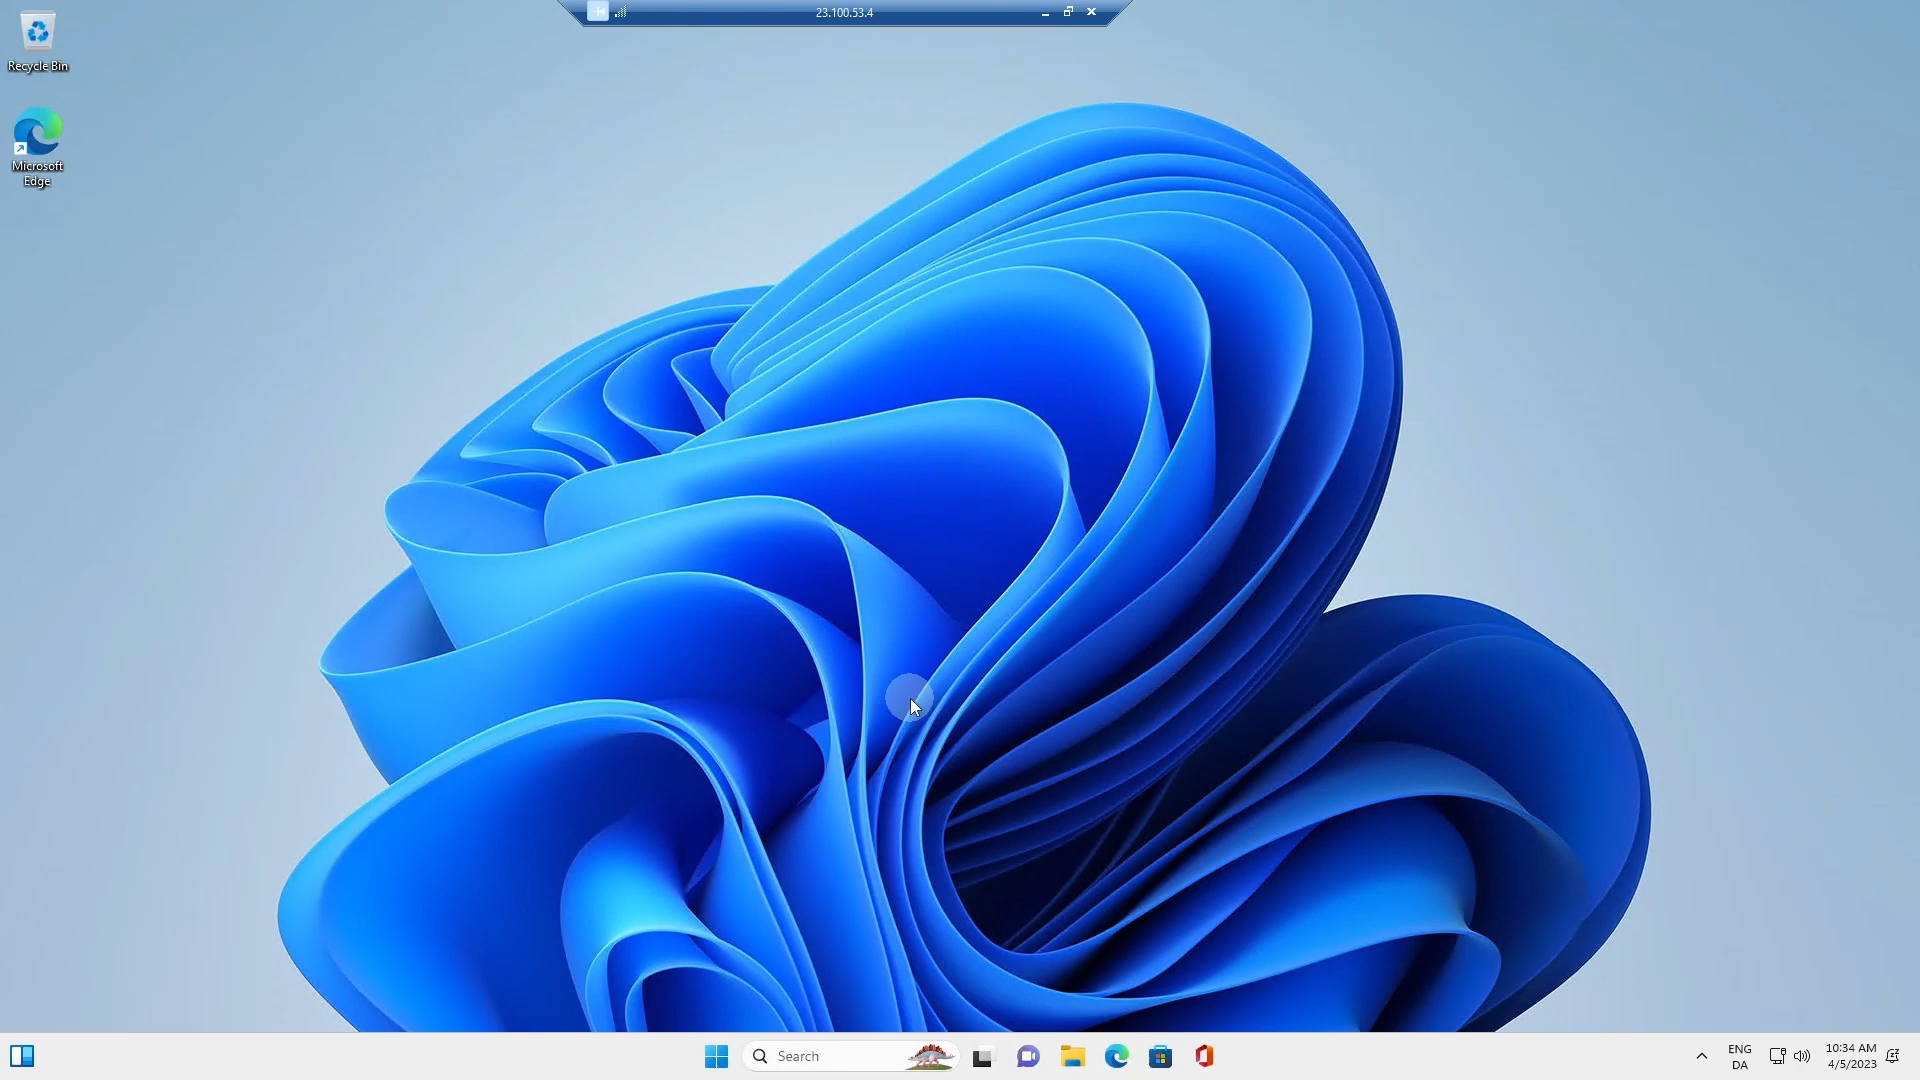 23.100.53.4
Recycle Bin
Microsoft
Edge
Search
ENG
DA
10:34 AM
4/5/2023